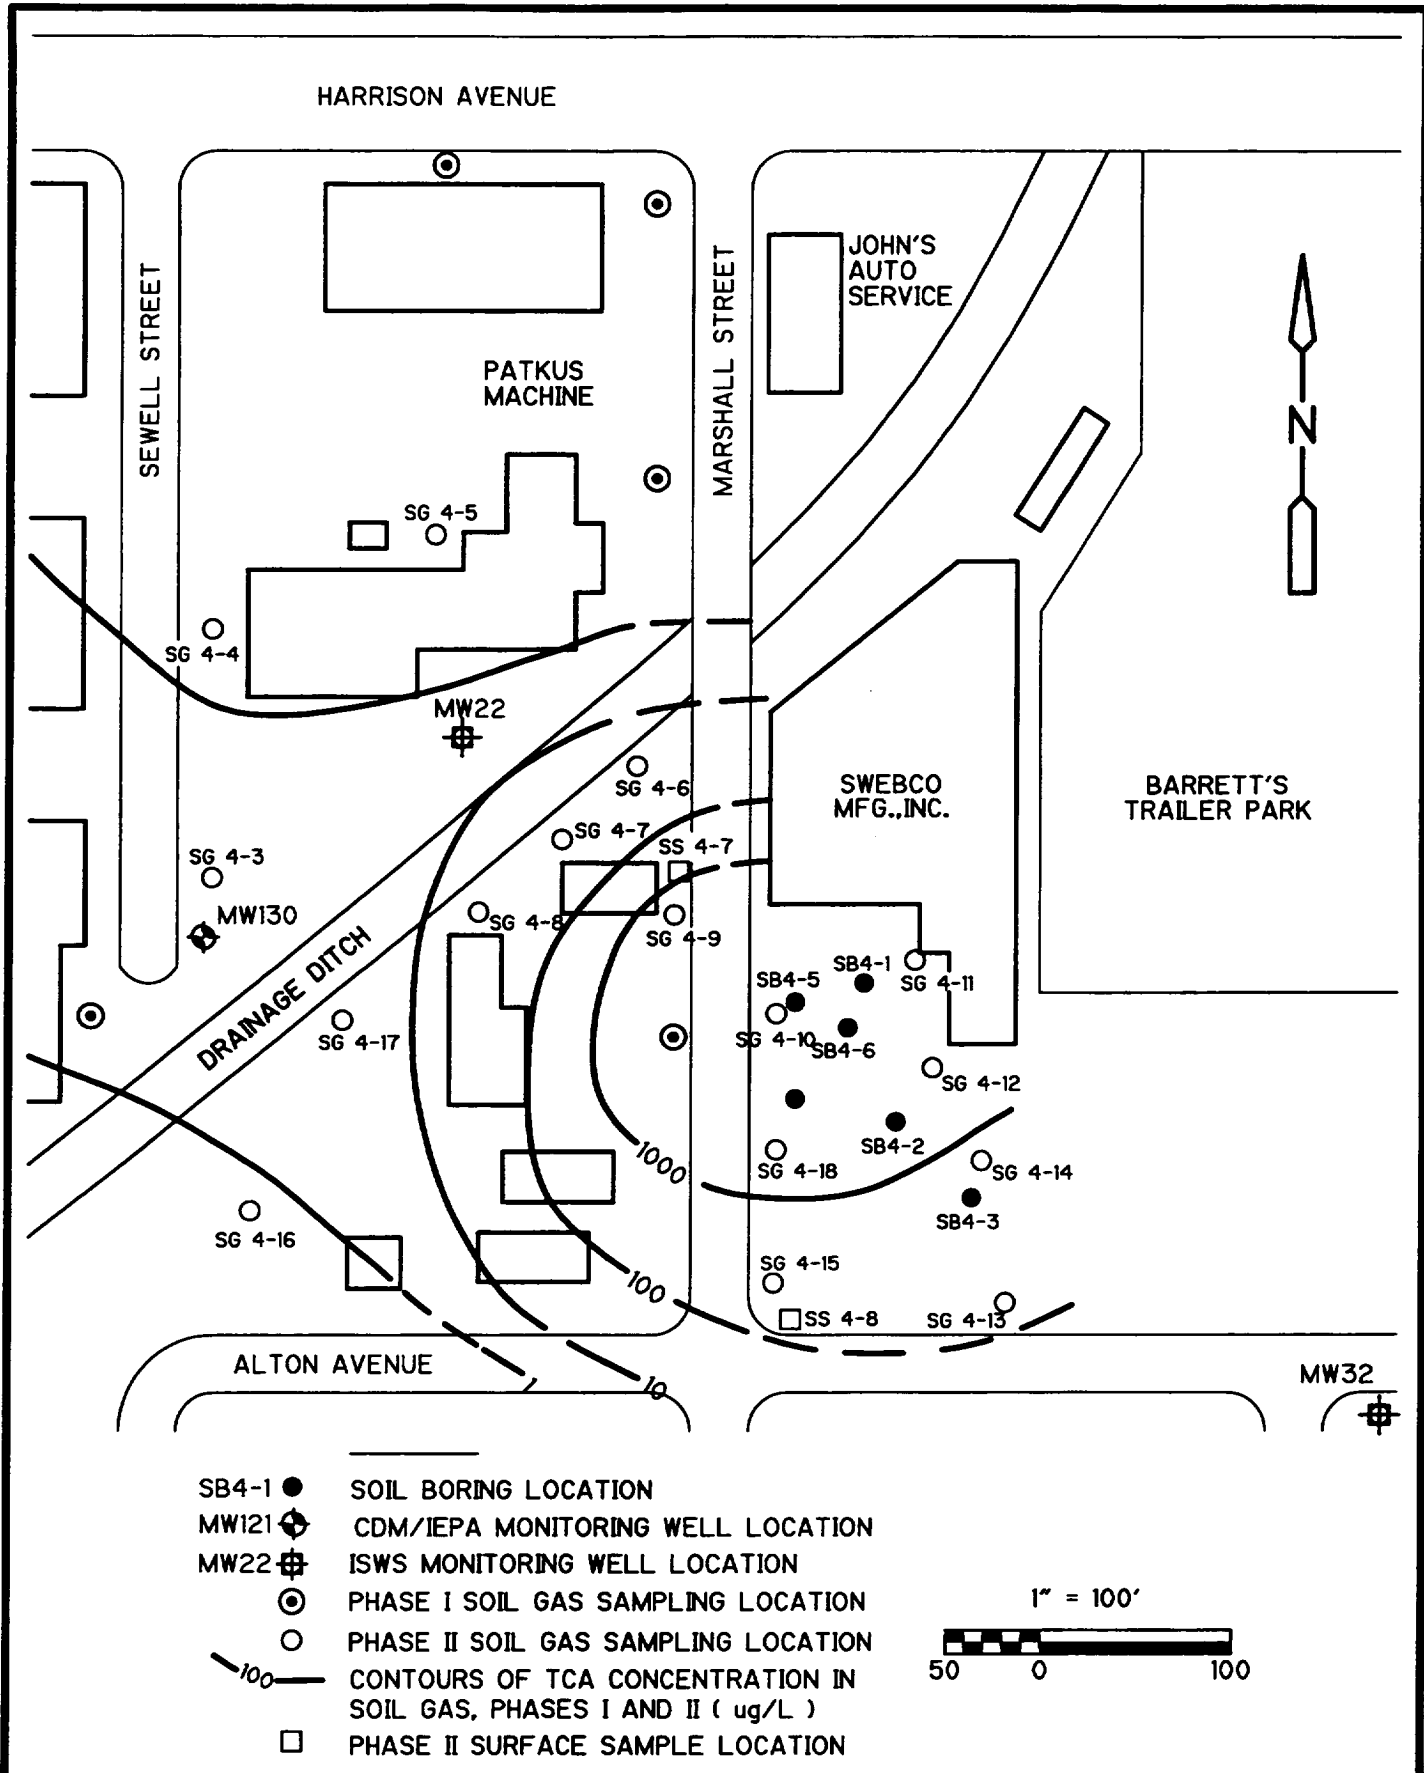 HARRISON AVENUE
SEWELL STREET
MARSHALL STREET
JOHN'S
AUTO
SERVICE
PATKUS
MACHINE
N
SG 4-5
SG 4-4
MW22
SG 4-6
SWEBCO
MFG.,INC.
BARRETT'S
TRAILER PARK
SG 4-7
SS 4-7
SG 4-3
MW130
SG 4-8
SG 4-9
DRAINAGE DITCH
SB4-1
SB4-5
SG 4-11
SG 4-17
SG 4-10
SB4-6
SG 4-12
SB4-2
1000
SG 4-18
SG 4-14
SB4-3
SG 4-16
SG 4-15
100
SS 4-8
SG 4-13
ALTON AVENUE
1
10
MW32
SB4-1 SOIL BORING LOCATION
MW121 CDM/IEPA MONITORING WELL LOCATION
MW22 ISWS MONITORING WELL LOCATION
PHASE I SOIL GAS SAMPLING LOCATION
PHASE II SOIL GAS SAMPLING LOCATION
100 CONTOURS OF TCA CONCENTRATION IN
SOIL GAS, PHASES I AND II ( ug/L )
PHASE II SURFACE SAMPLE LOCATION
1" = 100'
50 0 100